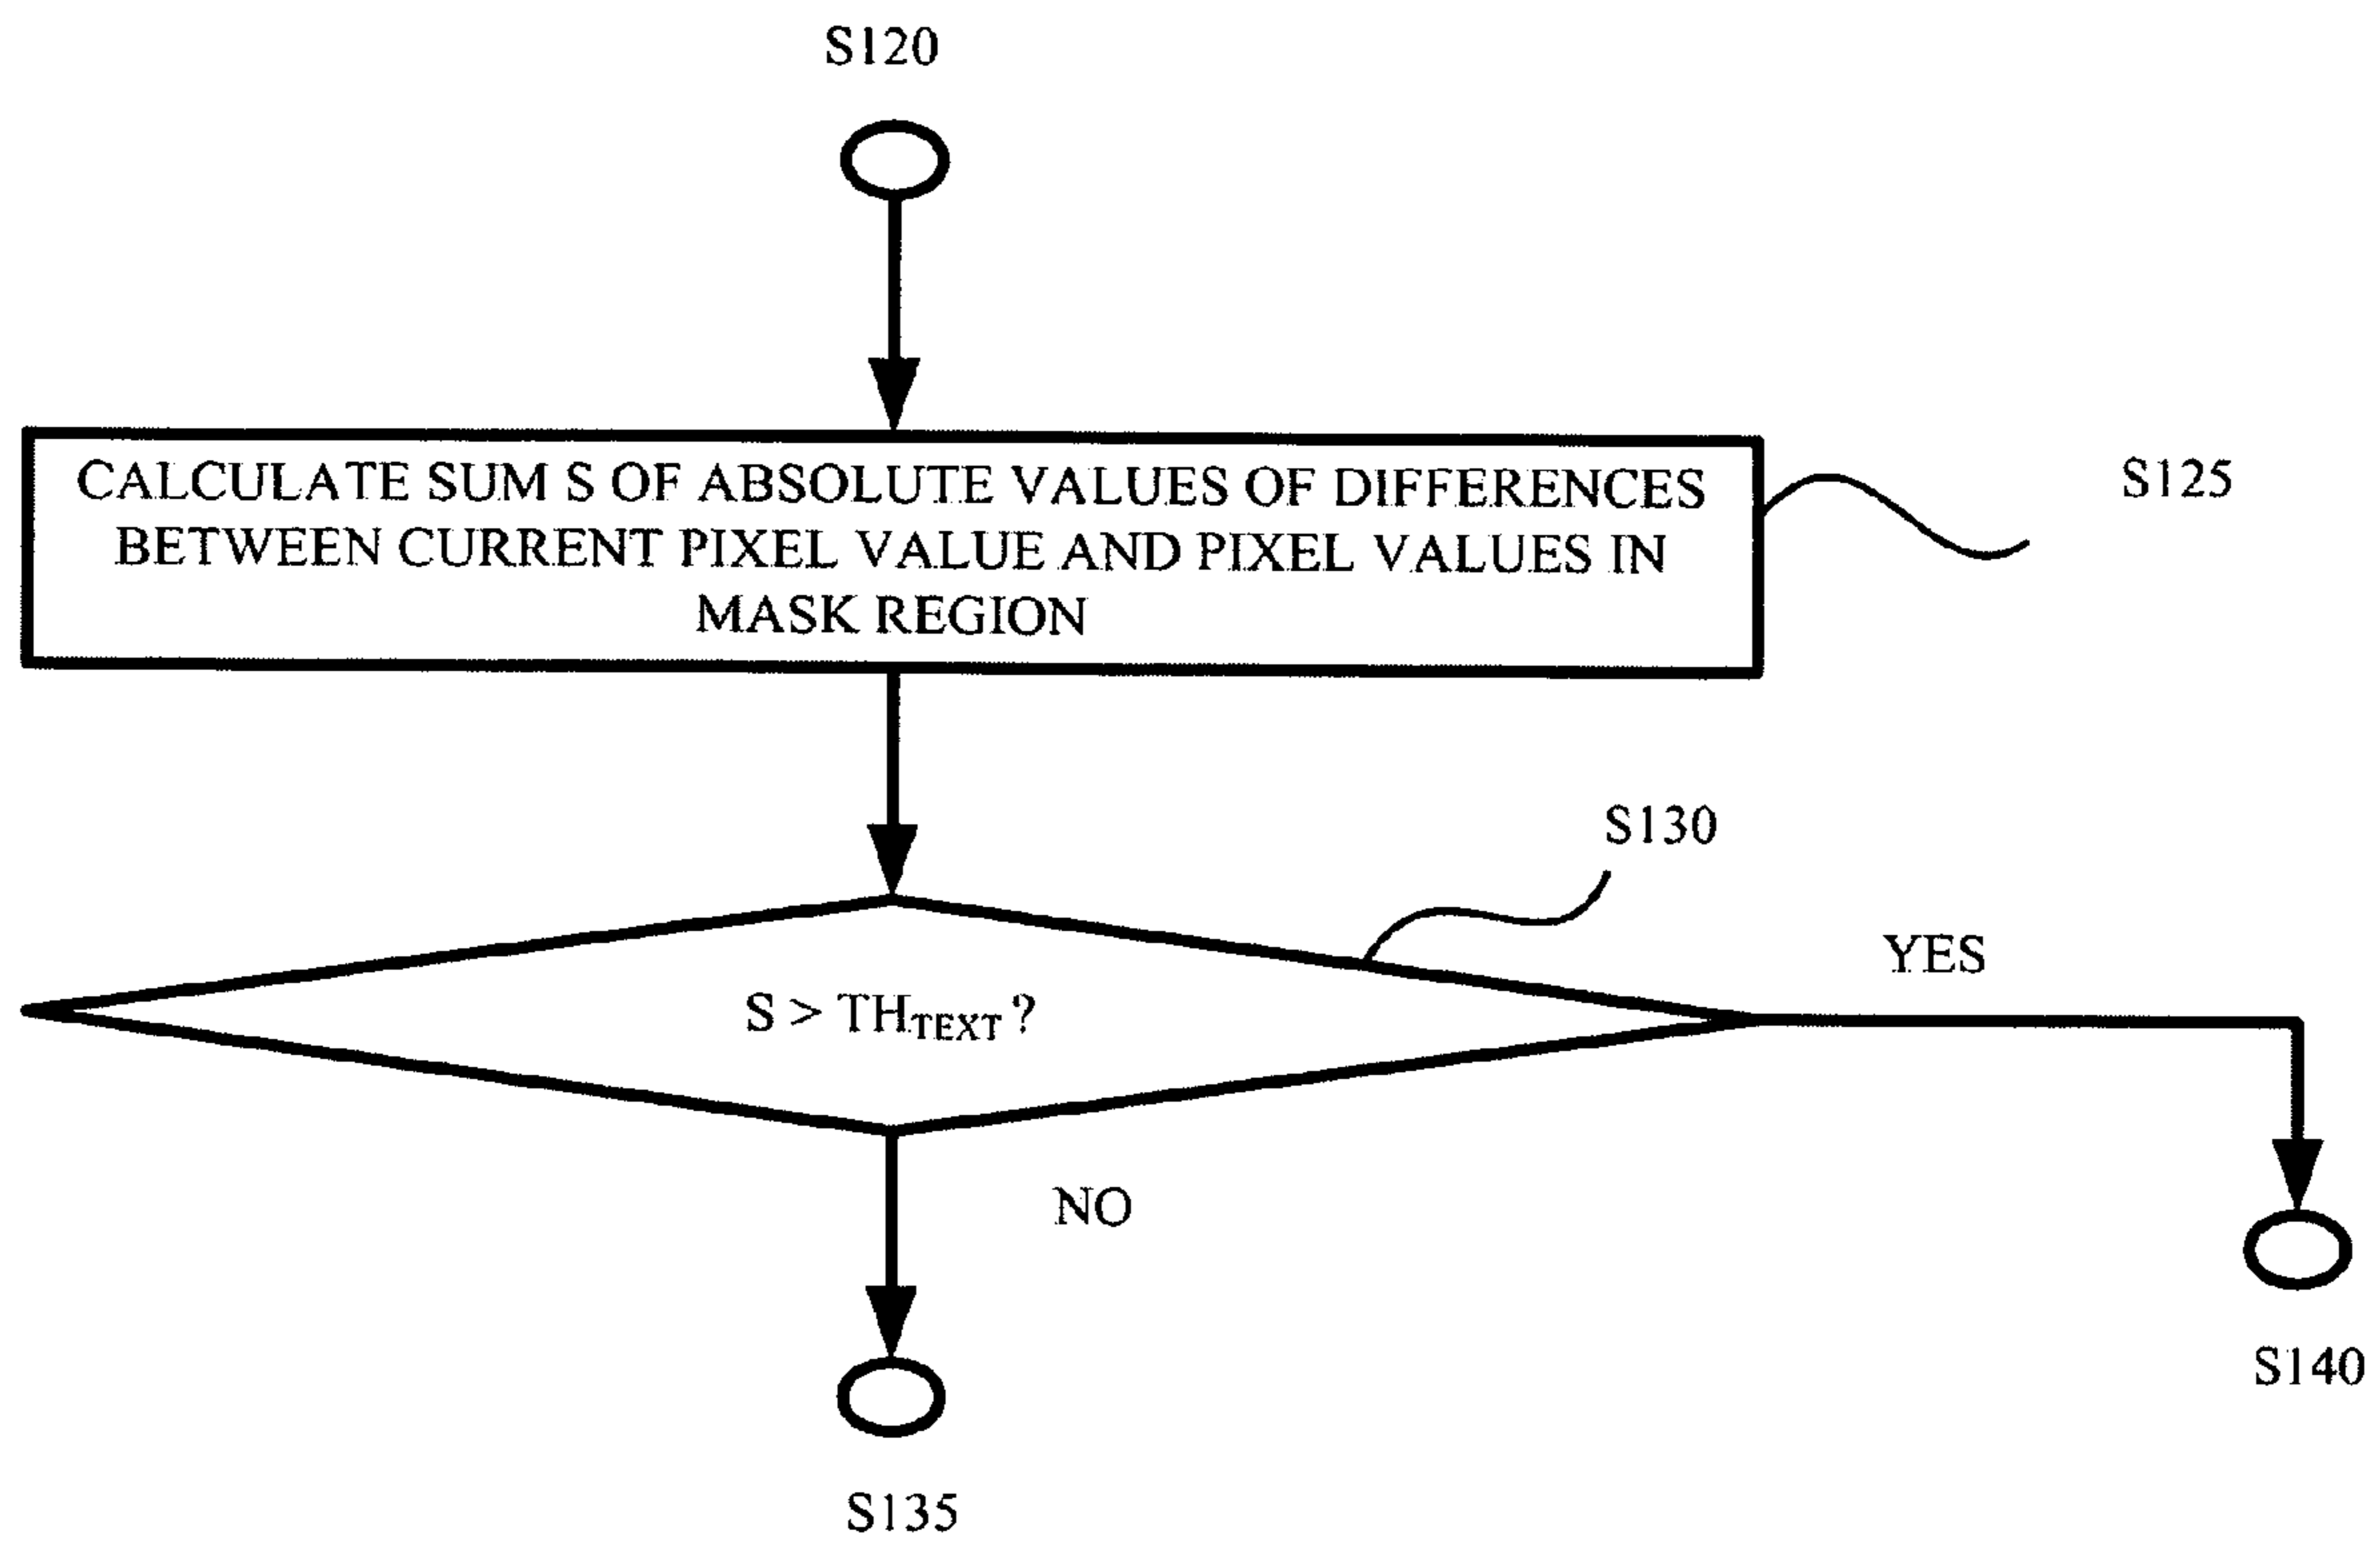 S120
CALCULATE SUM S OF ABSOLUTE VALUES OF DIFFERENCES
BETWEEN CURRENT PIXEL VALUE AND PIXEL VALUES IN
MASK REGION
S125
S130
YES
S > TH_TEXT ?
NO
S140
S135